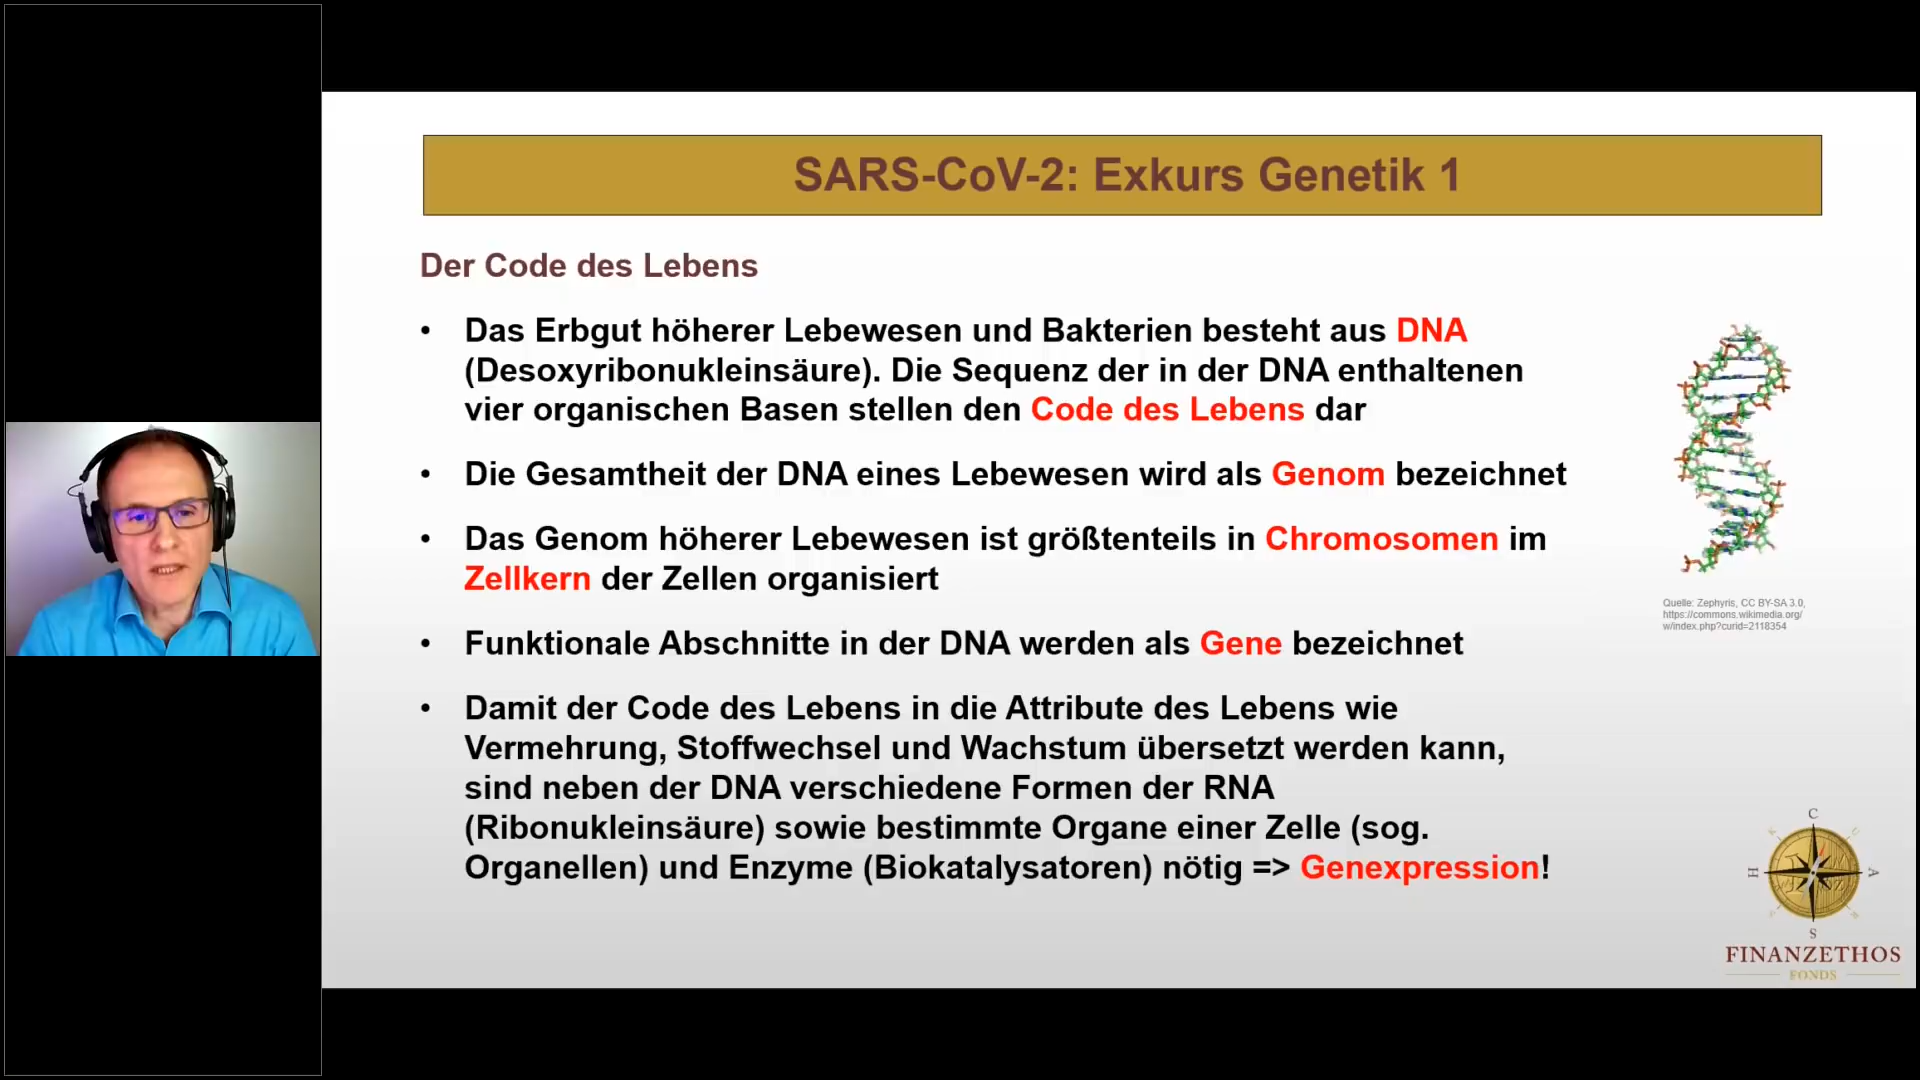 SARS-CoV-2: Exkurs Genetik 1
Der Code des Lebens
• Das Erbgut höherer Lebewesen und Bakterien besteht aus DNA
(Desoxyribonukleinsäure). Die Sequenz der in der DNA enthaltenen
vier organischen Basen stellen den Code des Lebens dar
• Die Gesamtheit der DNA eines Lebewesen wird als Genom bezeichnet
• Das Genom höherer Lebewesen ist größtenteils in Chromosomen im
Zellkern der Zellen organisiert
• Funktionale Abschnitte in der DNA werden als Gene bezeichnet
• Damit der Code des Lebens in die Attribute des Lebens wie
Vermehrung, Stoffwechsel und Wachstum übersetzt werden kann,
sind neben der DNA verschiedene Formen der RNA
(Ribonukleinsäure) sowie bestimmte Organe einer Zelle (sog.
Organellen) und Enzyme (Biokatalysatoren) nötig => Genexpression!
Quelle: Zephyris, CC BY-SA 3.0,
https://commons.wikimedia.org/
w/index.php?curid=2118354
C
H
A
S
FINANZETHOS
FONDS